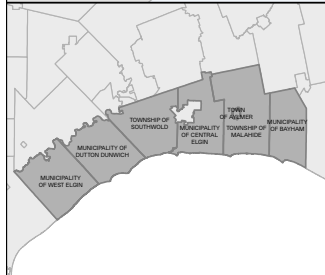 TOWN
OF AYLMER
TOWNSHIP OF
SOUTHWOLD
MUNICIPALITY
OF CENTRAL
ELGIN
TOWNSHIP OF
MALAHIDE
MUNICIPALITY
OF BAYHAM
MUNICIPALITY OF
DUTTON DUNWICH
MUNICIPALITY
OF WEST ELGIN